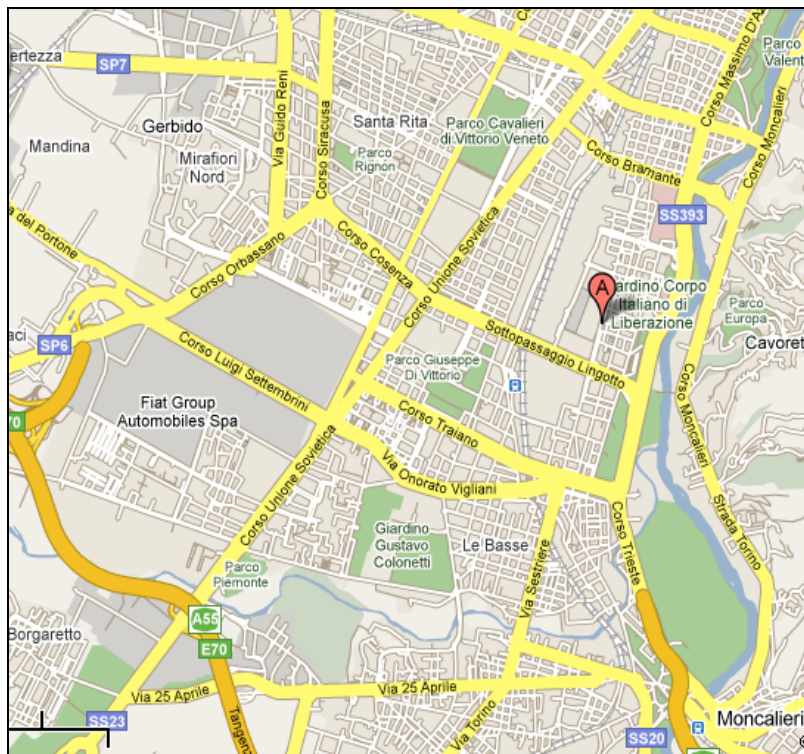 Corso Massimo D'Az
Parco
Valent
ertezza
SP7
Via Guido Reni
Corso Siracusa
Santa Rita
Parco Cavalieri
di Vittorio Veneto
Gerbido
Mandina
Mirafiori
Nord
Parco
Rignon
Corso Bramante
Corso Moncalieri
SS393
a del Portone
Corso Orbassano
Corso Cosenza
Corso Unione Sovietica
A
iardino Corpo
Italiano di
Liberazione
Parco
Europa
Cavoret
aci
SP6
Corso Luigi Settembrini
Sottopassaggio Lingotto
Parco Giuseppe
Di Vittorio
Corso Moncalieri
70
Fiat Group
Automobiles Spa
Corso Traiano
Via Onorato Vigliani
Corso Unione Sovietica
Giardino
Gustavo
Colonetti
Le Basse
Corso Trieste
Strada Torino
Parco
Piemonte
Via Sestriere
A55
E70
Borgaretto
Via 25 Aprile
Via 25 Aprile
Tangen
Via Torino
SS23
SS20
Moncalieri